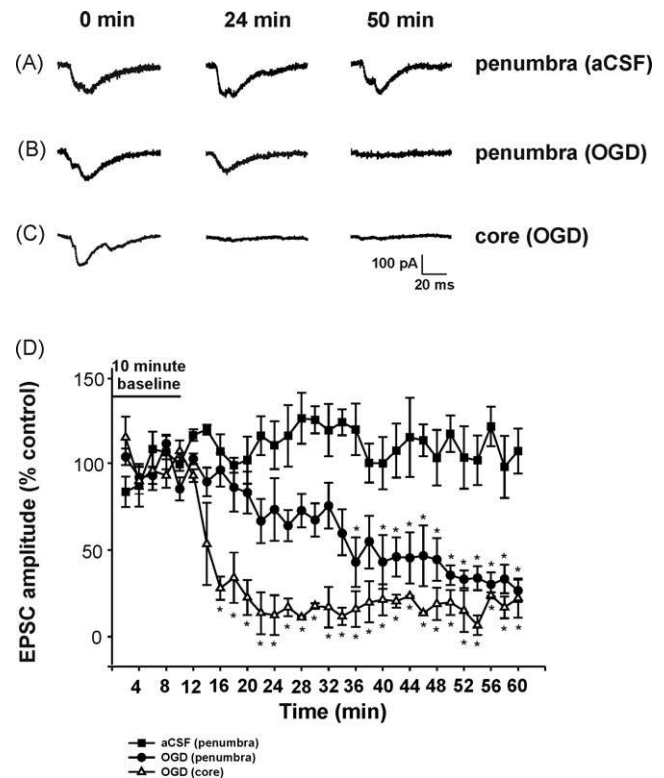 0 min 24 min 50 min
(A) penumbra (aCSF)
(B) penumbra (OGD)
(C) core (OGD)
100 pA
20 ms
(D)
10 minute
baseline
150
100
50
0
EPSC amplitude (% control)
4 8 12 16 20 24 28 32 36 40 44 48 52 56 60
Time (min)
aCSF (penumbra)
OGD (penumbra)
OGD (core)